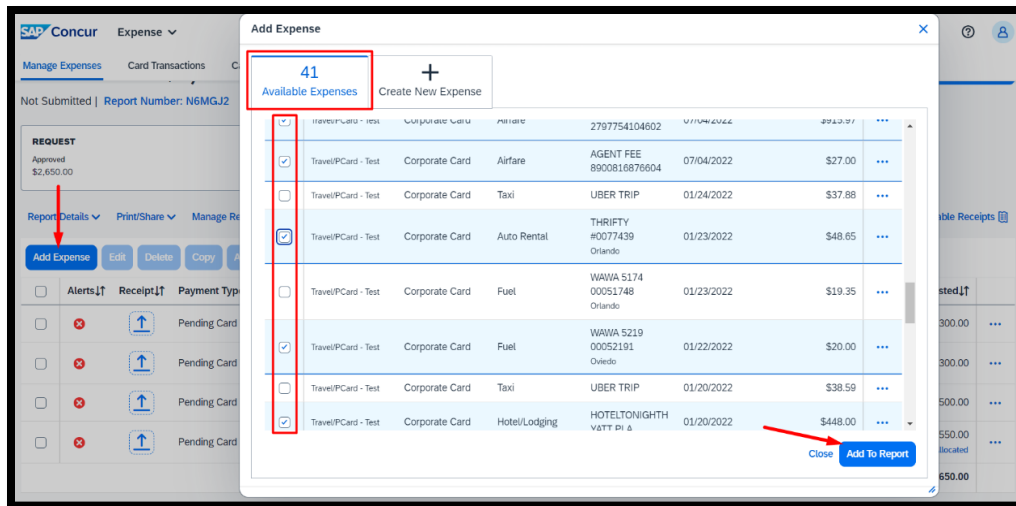 SAP Concur Expense
Add Expense
Manage Expenses Card Transactions C
41
Available Expenses
Create New Expense
Not Submitted | Report Number: N6MGJ2
REQUEST
Approved
$2,650.00
Report Details Print/Share Manage Re
able Receipts
Add Expense Edit Delete Copy A
Alerts Receipt Payment Typ
sted
Pending Card
300.00
Pending Card
300.00
Pending Card
500.00
Pending Card
550.00
llocated
650.00
Travel/PCard - Test Corporate Card Airfare 2797754104602 07/04/2022 $915.97
Travel/PCard - Test Corporate Card Airfare AGENT FEE 07/04/2022 $27.00
8900816876604
Travel/PCard - Test Corporate Card Taxi UBER TRIP 01/24/2022 $37.88
Travel/PCard - Test Corporate Card Auto Rental THRIFTY 01/23/2022 $48.65
#0077439
Orlando
Travel/PCard - Test Corporate Card Fuel WAWA 5174 01/23/2022 $19.35
00051748
Orlando
Travel/PCard - Test Corporate Card Fuel WAWA 5219 01/22/2022 $20.00
00052191
Oviedo
Travel/PCard - Test Corporate Card Taxi UBER TRIP 01/20/2022 $38.59
Travel/PCard - Test Corporate Card Hotel/Lodging HOTELTONIGHTH 01/20/2022 $448.00
YATT PLA
Close Add To Report